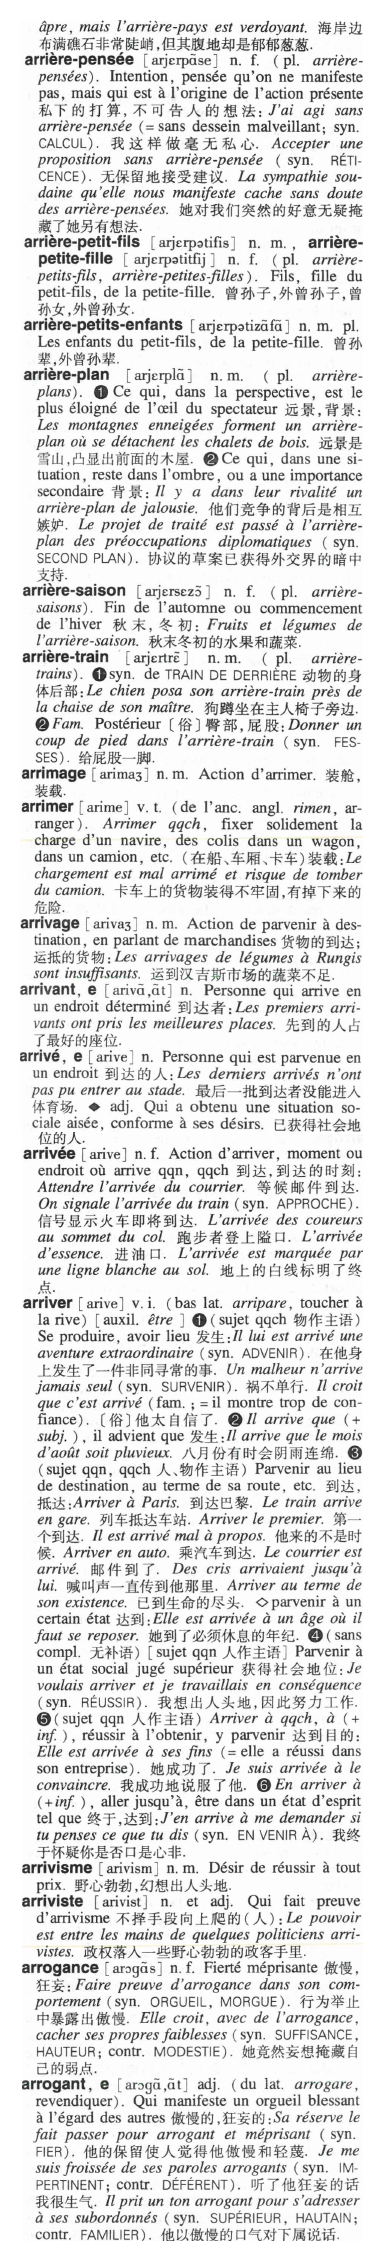 âpre, mais l'arrière-pays est verdoyant. 海岸边
布满礁石非常陡峭,但其腹地却是郁郁葱葱.
arrière-pensée [arjɛrpɑ̃se] n. f. ( pl. arrière-
pensées). Intention, pensée qu'on ne manifeste
pas, mais qui est à l'origine de l'action présente
私下的打算,不可告人的想法: J'ai agi sans
arrière-pensée (= sans dessein malveillant; syn.
CALCUL). 我这样做毫无私心. Accepter une
proposition sans arrière-pensée ( syn. RÉTI-
CENCE). 无保留地接受建议. La sympathie sou-
daine qu'elle nous manifeste cache sans doute
des arrière-pensées. 她对我们突然的好意无疑掩
藏了她另有想法.
arrière-petit-fils [arjɛrpətifis] n. m. , arrière-
petite-fille [arjɛrpətitfij] n. f. ( pl. arrière-
petits-fils, arrière-petites-filles). Fils, fille du
petit-fils, de la petite-fille. 曾孙子,外曾孙子,曾
孙女,外曾孙女.
arrière-petits-enfants [arjɛrpətizɑ̃fɑ̃] n. m. pl.
Les enfants du petit-fils, de la petite-fille. 曾孙
辈,外曾孙辈.
arrière-plan [arjɛrplɑ̃] n. m. ( pl. arrière-
plans). ❶ Ce qui, dans la perspective, est le
plus éloigné de l'œil du spectateur 远景,背景:
Les montagnes enneigées forment un arrière-
plan où se détachent les chalets de bois. 远景是
雪山,凸显出前面的木屋. ❷ Ce qui, dans une si-
tuation, reste dans l'ombre, ou a une importance
secondaire 背景: Il y a dans leur rivalité un
arrière-plan de jalousie. 他们竞争的背后是相互
嫉妒. Le projet de traité est passé à l'arrière-
plan des préoccupations diplomatiques ( syn.
SECOND PLAN). 协议的草案已获得外交界的暗中
支持.
arrière-saison [arjɛrsɛzɔ̃] n. f. ( pl. arrière-
saisons). Fin de l'automne ou commencement
de l'hiver 秋末,冬初: Fruits et légumes de
l'arrière-saison. 秋末冬初的水果和蔬菜.
arrière-train [arjɛrtrɛ̃] n. m. ( pl. arrière-
trains). ❶ syn. de TRAIN DE DERRIÈRE 动物的身
体后部: Le chien posa son arrière-train près de
la chaise de son maître. 狗蹲坐在主人椅子旁边.
❷ Fam. Postérieur〔俗〕臀部,屁股: Donner un
coup de pied dans l'arrière-train ( syn. FES-
SES). 给屁股一脚.
arrimage [arimaʒ] n. m. Action d'arrimer. 装舱,
装载.
arrimer [arime] v. t. (de l'anc. angl. rimen, ar-
ranger). Arrimer qqch, fixer solidement la
charge d'un navire, des colis dans un wagon,
dans un camion, etc. (在船、车厢、卡车)装载: Le
chargement est mal arrimé et risque de tomber
du camion. 卡车上的货物装得不牢固,有掉下来的
危险.
arrivage [arivaʒ] n. m. Action de parvenir à des-
tination, en parlant de marchandises 货物的到达;
运抵的货物: Les arrivages de légumes à Rungis
sont insuffisants. 运到汉吉斯市场的蔬菜不足.
arrivant, e [arivɑ̃,ɑ̃t] n. Personne qui arrive en
un endroit déterminé 到达者: Les premiers arri-
vants ont pris les meilleures places. 先到的人占
了最好的座位.
arrivé, e [arive] n. Personne qui est parvenue en
un endroit 到达的人: Les derniers arrivés n'ont
pas pu entrer au stade. 最后一批到达者没能进入
体育场. ◆ adj. Qui a obtenu une situation so-
ciale aisée, conforme à ses désirs. 已获得社会地
位的人.
arrivée [arive] n. f. Action d'arriver, moment ou
endroit où arrive qqn, qqch 到达,到达的时刻:
Attendre l'arrivée du courrier. 等候邮件到达.
On signale l'arrivée du train (syn. APPROCHE).
信号显示火车即将到达. L'arrivée des coureurs
au sommet du col. 跑步者登上隘口. L'arrivée
d'essence. 进油口. L'arrivée est marquée par
une ligne blanche au sol. 地上的白线标明了终
点.
arriver [arive] v. i. (bas lat. arripare, toucher à
la rive) [auxil. être ] ❶ (sujet qqch 物作主语)
Se produire, avoir lieu 发生: Il lui est arrivé une
aventure extraordinaire (syn. ADVENIR). 在他身
上发生了一件非同寻常的事. Un malheur n'arrive
jamais seul (syn. SURVENIR). 祸不单行. Il croit
que c'est arrivé (fam. ; = il montre trop de con-
fiance).〔俗〕他太自信了. ❷ Il arrive que ( +
subj. ), il advient que 发生: Il arrive que le mois
d'août soit pluvieux. 八月份有时会阴雨连绵. ❸
(sujet qqn, qqch 人、物作主语) Parvenir au lieu
de destination, au terme de sa route, etc. 到达,
抵达: Arriver à Paris. 到达巴黎. Le train arrive
en gare. 列车抵达车站. Arriver le premier. 第一
个到达. Il est arrivé mal à propos. 他来的不是时
候. Arriver en auto. 乘汽车到达. Le courrier est
arrivé. 邮件到了. Des cris arrivaient jusqu'à
lui. 喊叫声一直传到他那里. Arriver au terme de
son existence. 已到生命的尽头. ◇ parvenir à un
certain état 达到: Elle est arrivée à un âge où il
faut se reposer. 她到了必须休息的年纪. ❹ (sans
compl. 无补语) [sujet qqn 人作主语] Parvenir à
un état social jugé supérieur 获得社会地位: Je
voulais arriver et je travaillais en conséquence
(syn. RÉUSSIR). 我想出人头地,因此努力工作.
❺ (sujet qqn 人作主语) Arriver à qqch, à ( +
inf. ), réussir à l'obtenir, y parvenir 达到目的:
Elle est arrivée à ses fins (= elle a réussi dans
son entreprise). 她成功了. Je suis arrivée à le
convaincre. 我成功地说服了他. ❻ En arriver à
( + inf. ), aller jusqu'à, être dans un état d'esprit
tel que 终于,达到: J'en arrive à me demander si
tu penses ce que tu dis (syn. EN VENIR À). 我终
于怀疑你是否口是心非.
arrivisme [arivism] n. m. Désir de réussir à tout
prix. 野心勃勃,幻想出人头地.
arriviste [arivist] n. et adj. Qui fait preuve
d'arrivisme 不择手段向上爬的(人): Le pouvoir
est entre les mains de quelques politiciens arri-
vistes. 政权落入一些野心勃勃的政客手里.
arrogance [arɔgɑ̃s] n. f. Fierté méprisante 傲慢,
狂妄: Faire preuve d'arrogance dans son com-
portement (syn. ORGUEIL, MORGUE). 行为举止
中暴露出傲慢. Elle croit, avec de l'arrogance,
cacher ses propres faiblesses (syn. SUFFISANCE,
HAUTEUR; contr. MODESTIE). 她竟然妄想掩藏自
己的弱点.
arrogant, e [arɔgɑ̃,ɑ̃t] adj. (du lat. arrogare,
revendiquer). Qui manifeste un orgueil blessant
à l'égard des autres 傲慢的,狂妄的: Sa réserve le
fait passer pour arrogant et méprisant ( syn.
FIER). 他的保留使人觉得他傲慢和轻蔑. Je me
suis froissée de ses paroles arrogants ( syn. IM-
PERTINENT; contr. DÉFÉRENT). 听了他狂妄的话
我很生气. Il prit un ton arrogant pour s'adresser
à ses subordonnés ( syn. SUPÉRIEUR, HAUTAIN;
contr. FAMILIER). 他以傲慢的口气对下属说话.